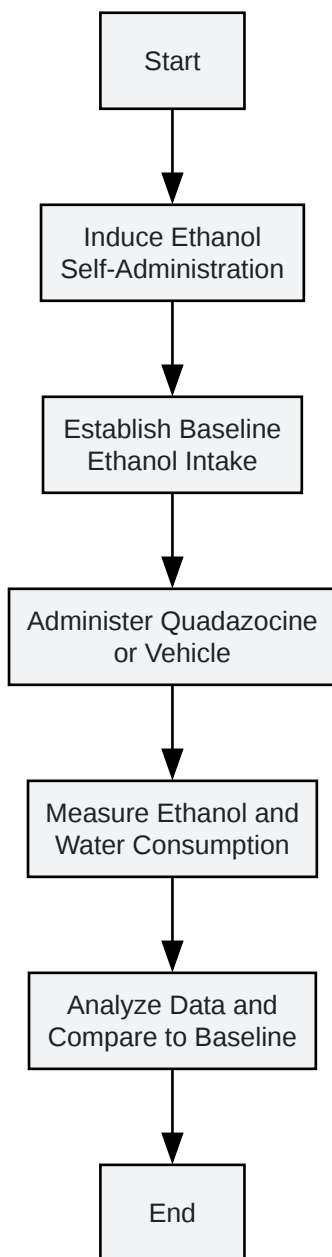 Start
Induce Ethanol
Self-Administration
Establish Baseline
Ethanol Intake
Administer Quadazocine
or Vehicle
Measure Ethanol and
Water Consumption
Analyze Data and
Compare to Baseline
End